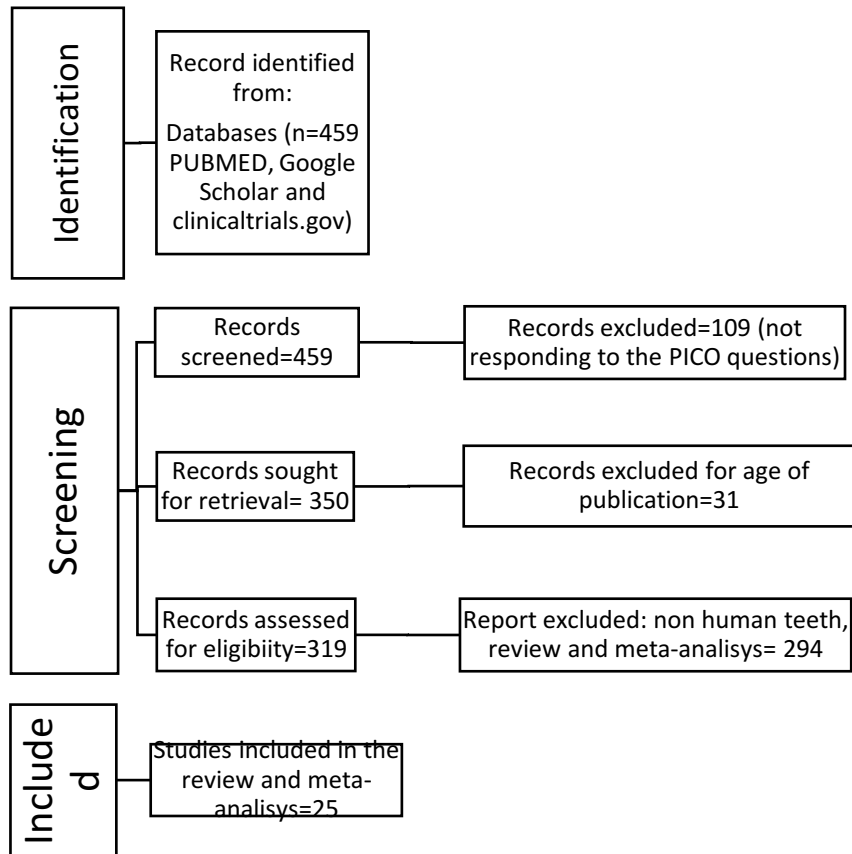 Identification
Record identified
from:
Databases (n=459
PUBMED, Google
Scholar and
clinicaltrials.gov)
Screening
Records
screened=459
Records excluded=109 (not
responding to the PICO questions)
Records sought
for retrieval= 350
Records excluded for age of
publication=31
Records assessed
for eligibiity=319
Report excluded: non human teeth,
review and meta-analisys= 294
Include
d
Studies included in the
review and meta-
analisys=25